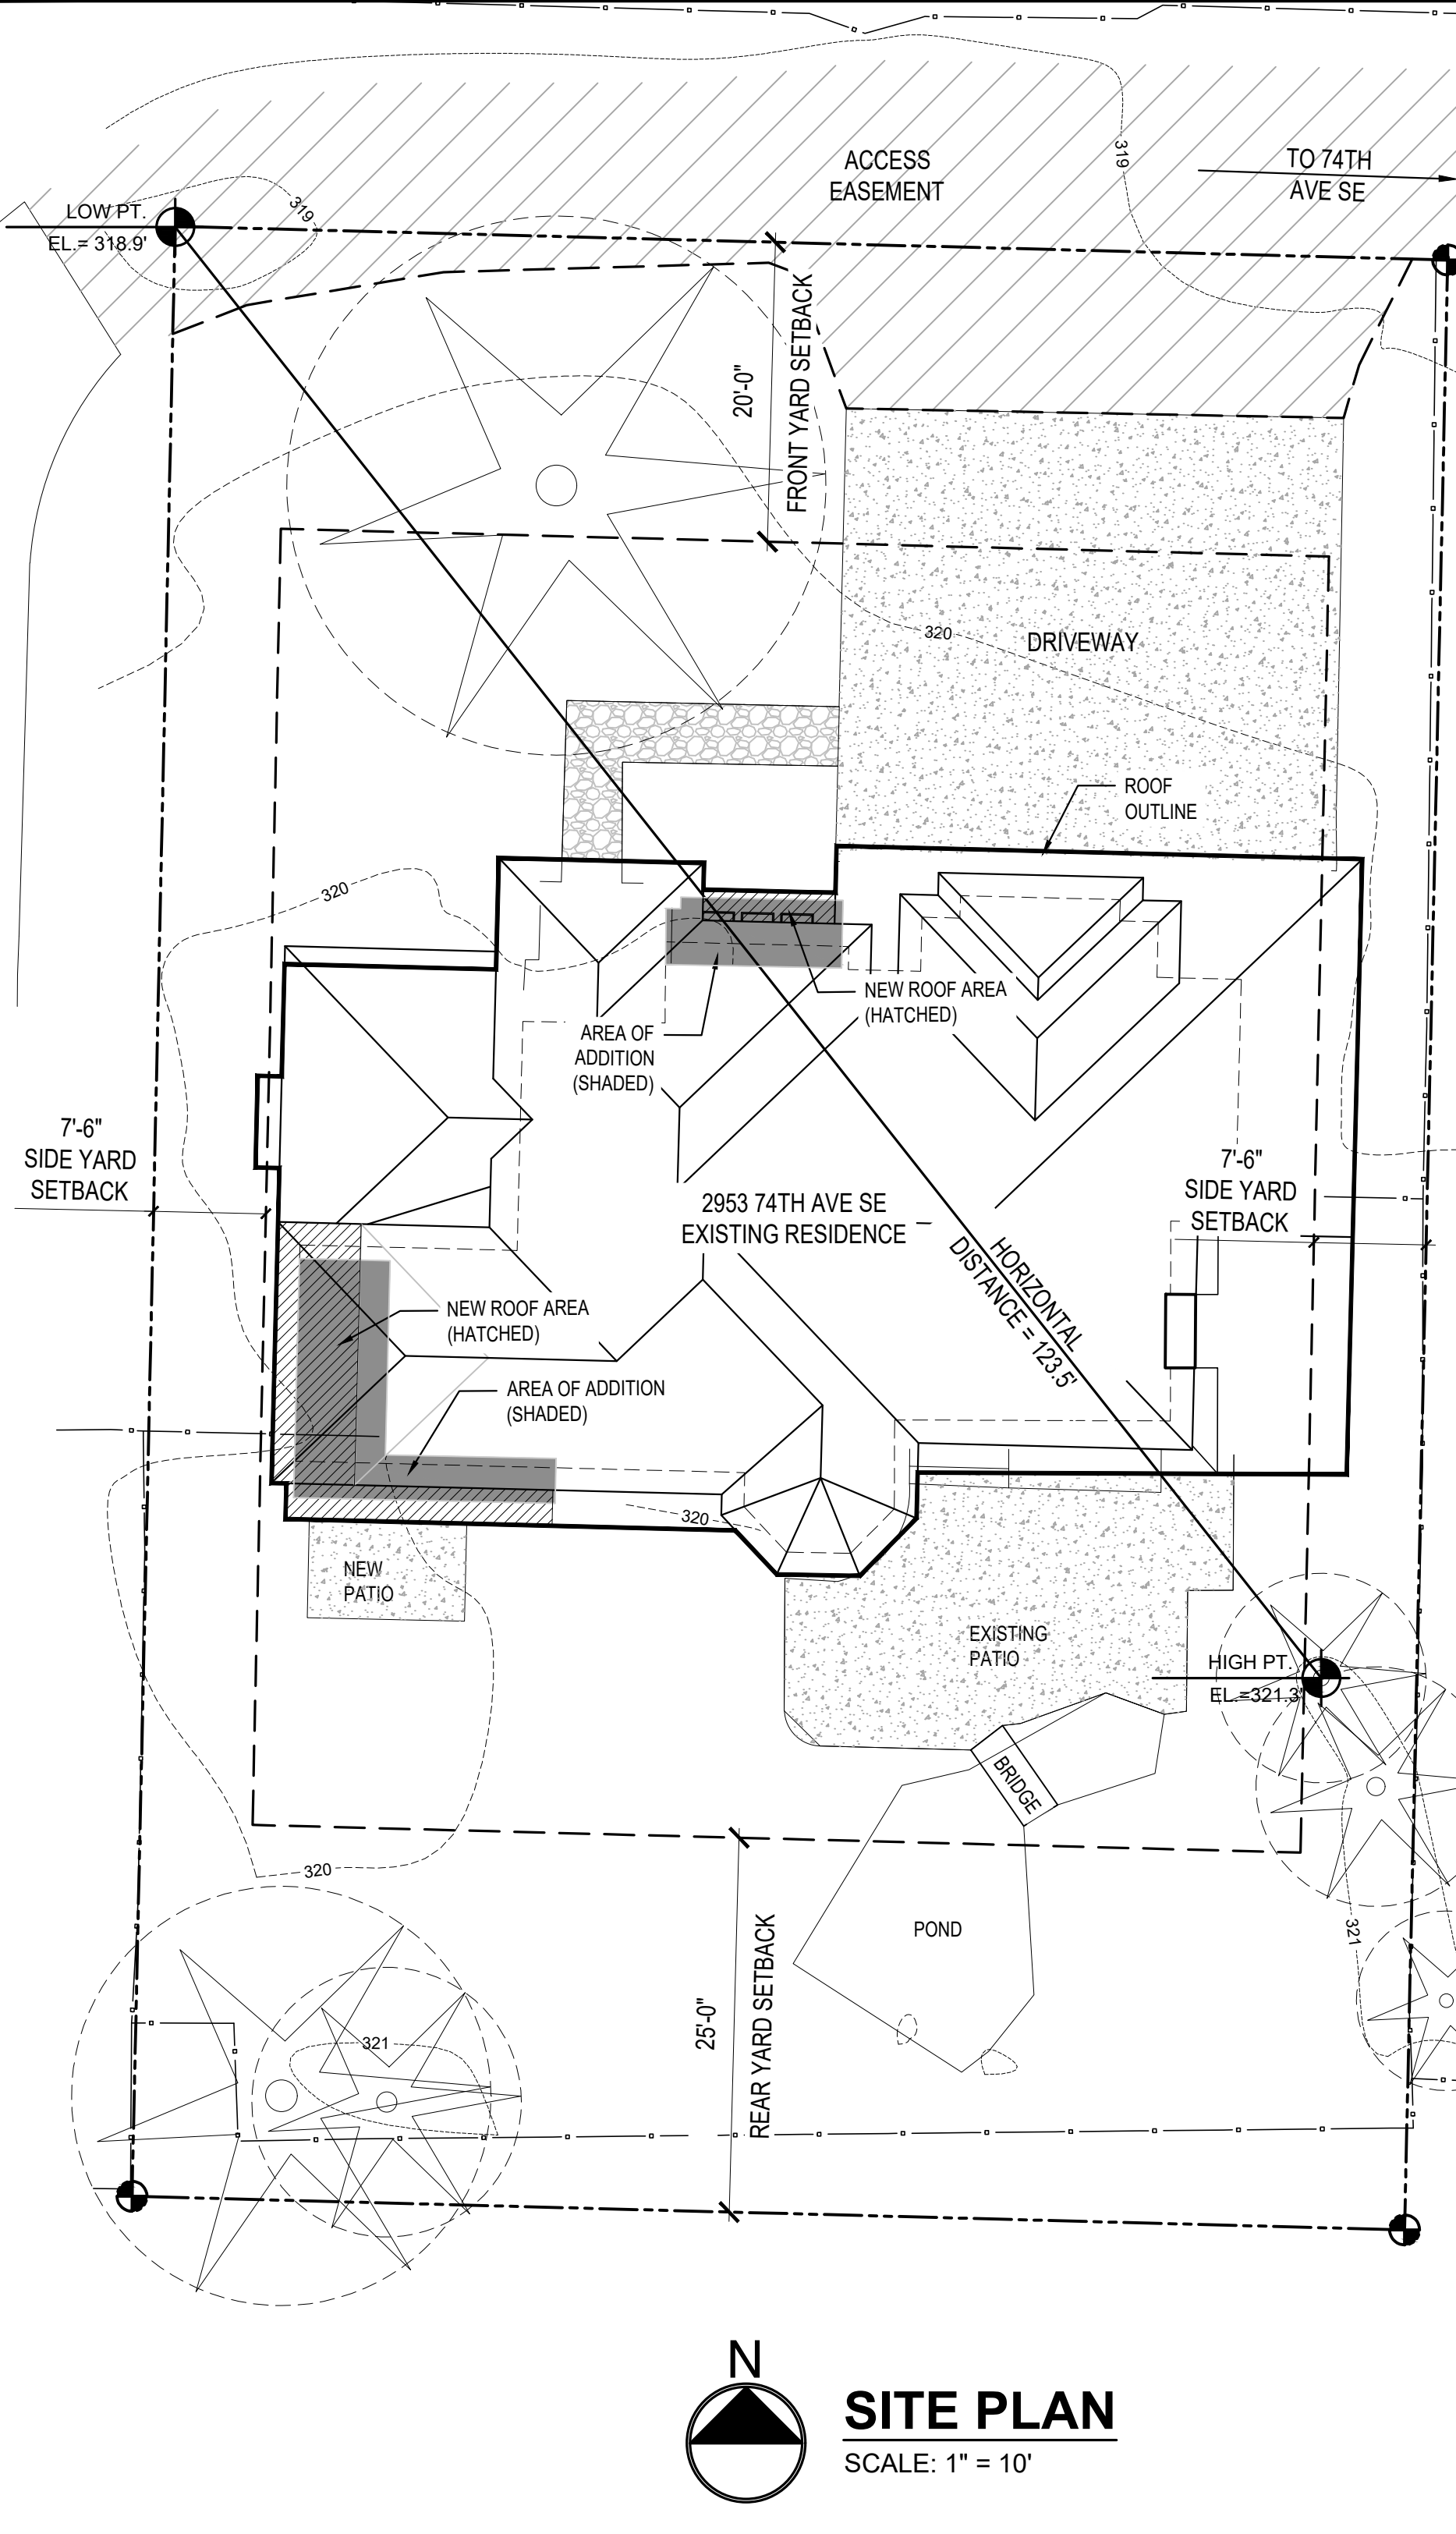 ACCESS
EASEMENT
319
TO 74TH
AVE SE
LOW PT.
EL.= 318.9'
319
20'-0"
FRONT YARD SETBACK
320
DRIVEWAY
ROOF
OUTLINE
320
NEW ROOF AREA
(HATCHED)
AREA OF
ADDITION
(SHADED)
7'-6"
SIDE YARD
SETBACK
7'-6"
SIDE YARD
SETBACK
2953 74TH AVE SE
EXISTING RESIDENCE
HORIZONTAL
DISTANCE = 123.5'
NEW ROOF AREA
(HATCHED)
AREA OF ADDITION
(SHADED)
320
NEW
PATIO
EXISTING
PATIO
HIGH PT.
EL.=321.3'
BRIDGE
320
POND
321
25'-0"
REAR YARD SETBACK
321
N
SITE PLAN
SCALE: 1" = 10'